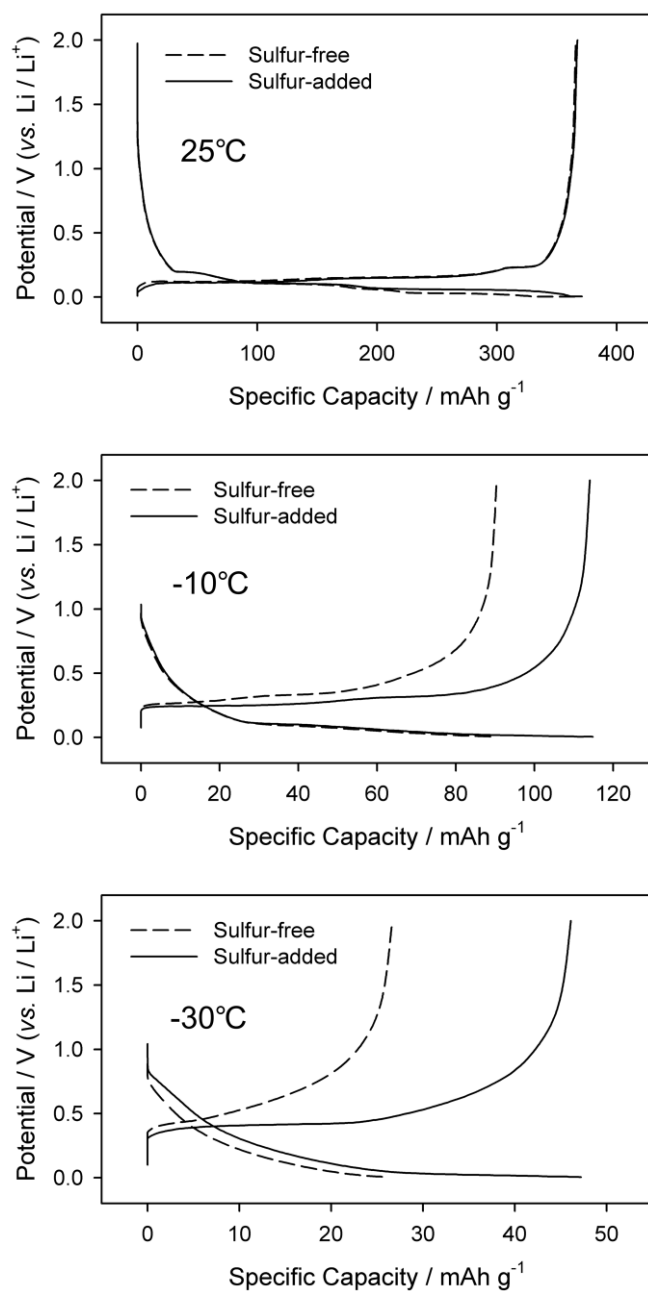 2.0
1.5
1.0
0.5
0.0
Potential / V (vs. Li / Li⁺)
Sulfur-free
Sulfur-added
25℃
0 100 200 300 400
Specific Capacity / mAh g⁻¹
2.0
1.5
1.0
0.5
0.0
Potential / V (vs. Li / Li⁺)
Sulfur-free
Sulfur-added
-10℃
0 20 40 60 80 100 120
Specific Capacity / mAh g⁻¹
2.0
1.5
1.0
0.5
0.0
Potential / V (vs. Li / Li⁺)
Sulfur-free
Sulfur-added
-30℃
0 10 20 30 40 50
Specific Capacity / mAh g⁻¹